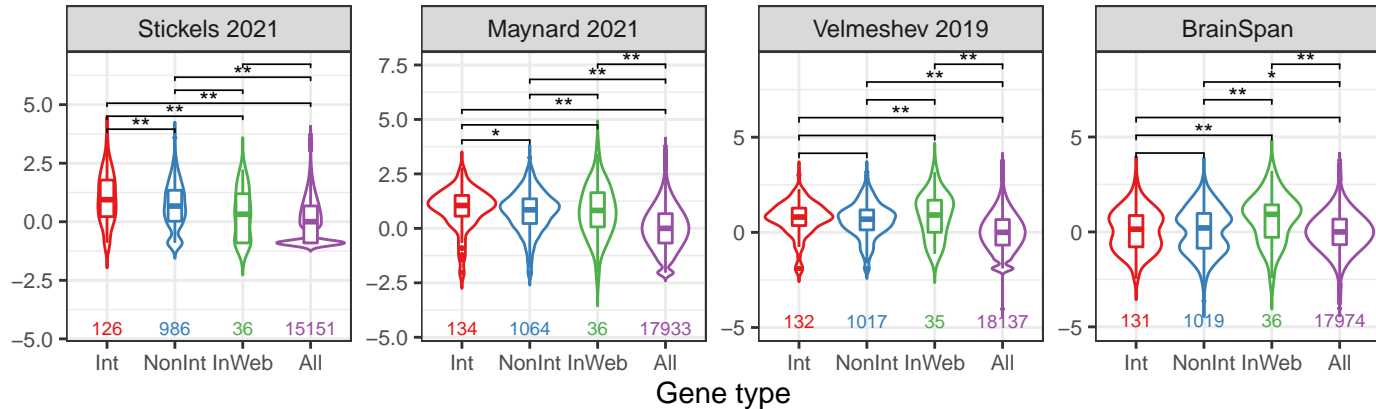 Stickels 2021
Maynard 2021
Velmeshev 2019
BrainSpan
5.0
2.5
0.0
−2.5
−5.0
**
**
**
**
126
986
36
15151
Int
NonInt
InWeb
All
7.5
5.0
2.5
0.0
−2.5
−5.0
**
**
**
*
134
1064
36
17933
Int
NonInt
InWeb
All
5
0
−5
**
**
**
132
1017
35
18137
Int
NonInt
InWeb
All
5
0
−5
**
*
**
**
131
1019
36
17974
Int
NonInt
InWeb
All
Gene type